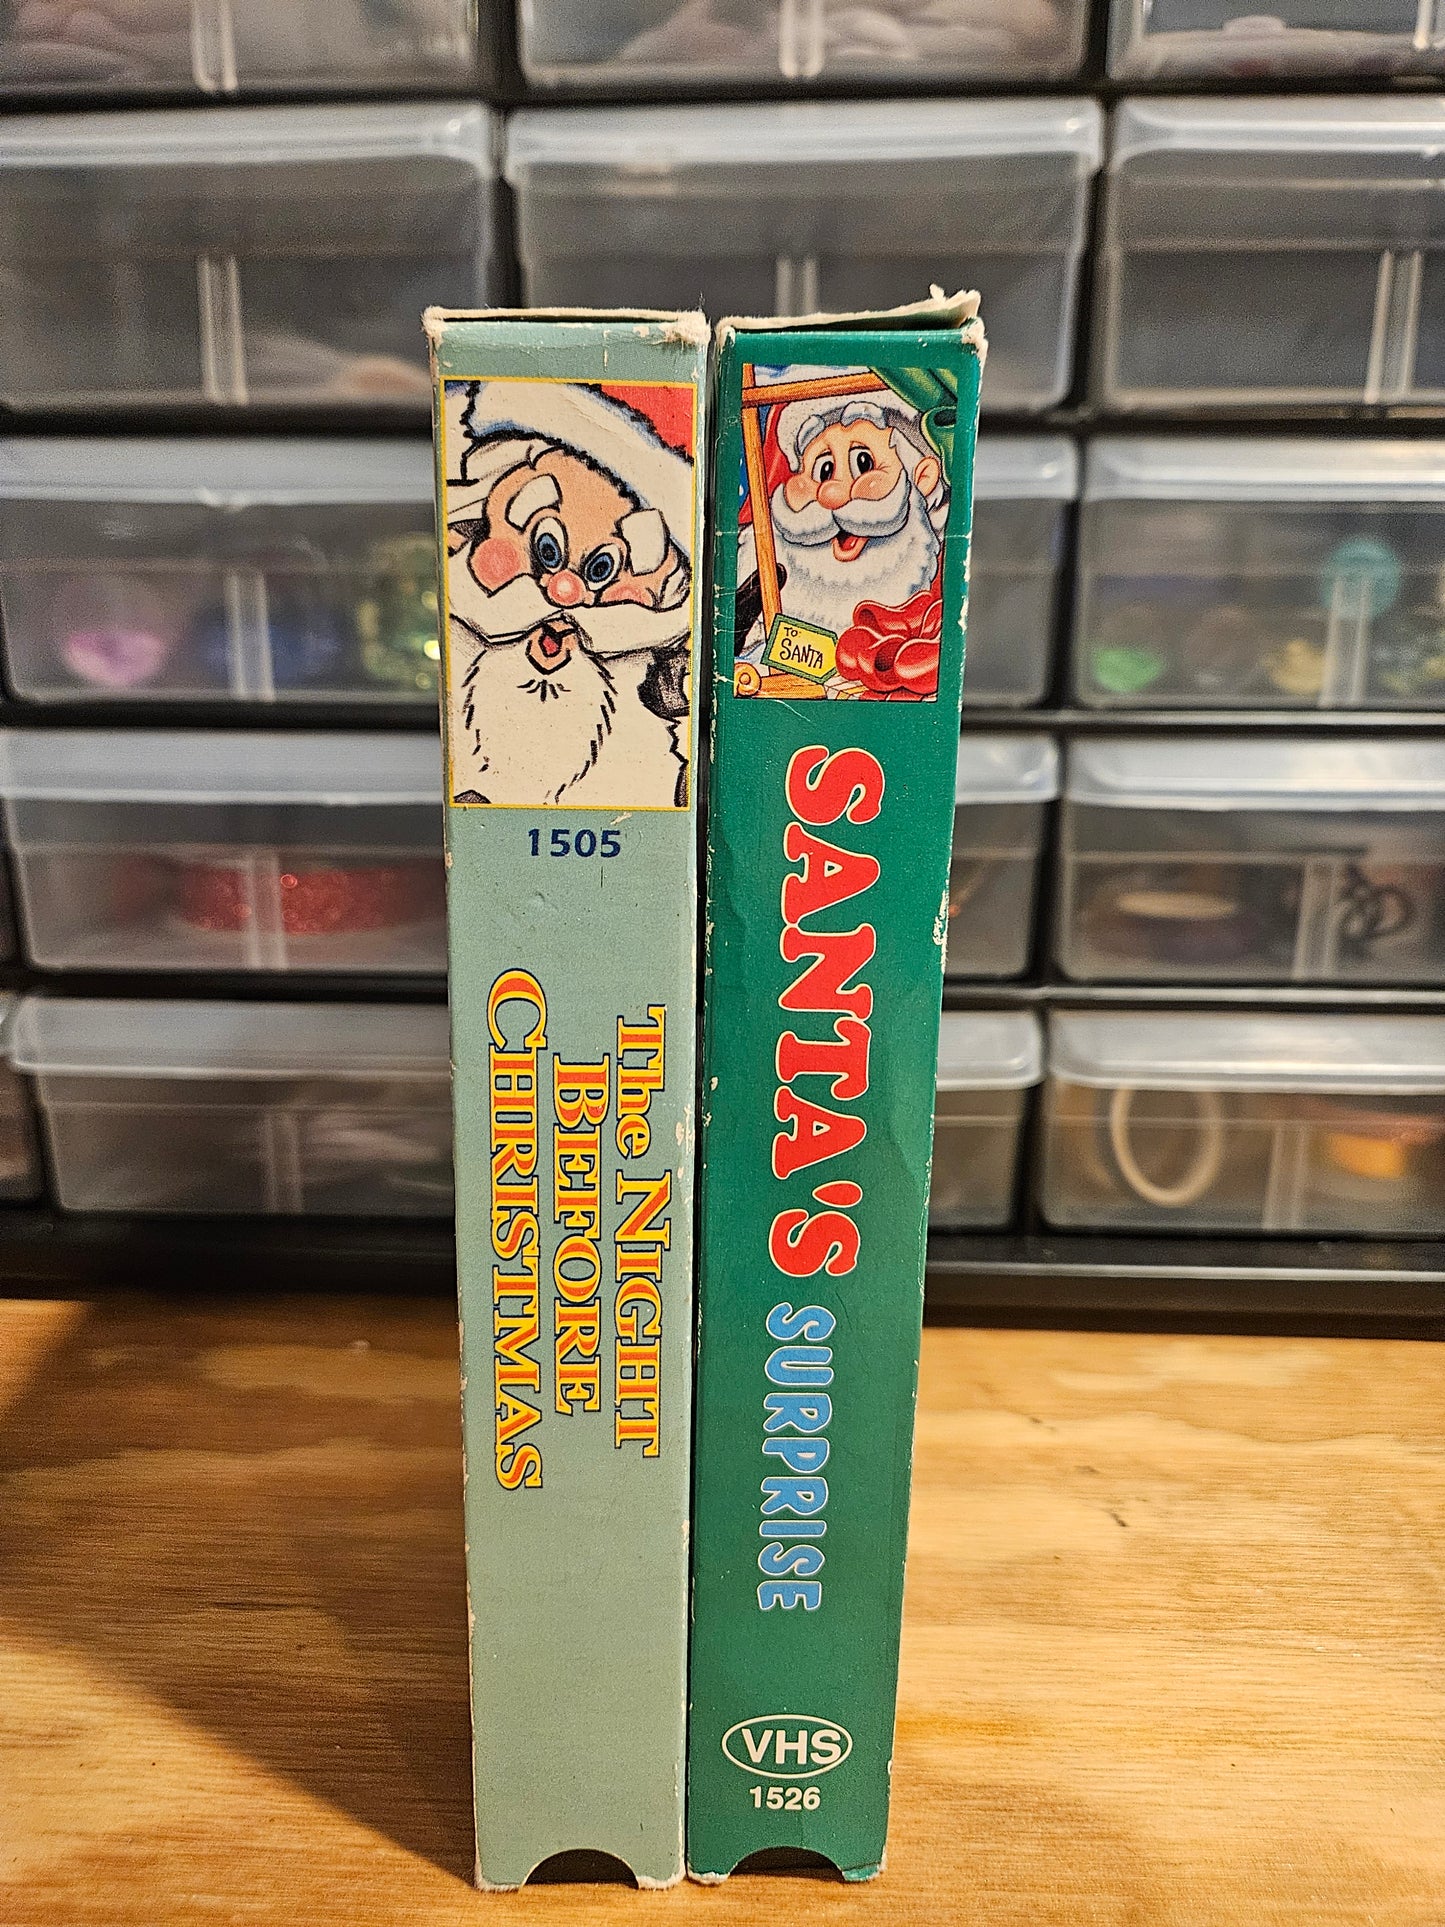 1505
The Night
Before
Christmas
TO:
SANTA
SANTA'S SURPRISE
VHS
1526